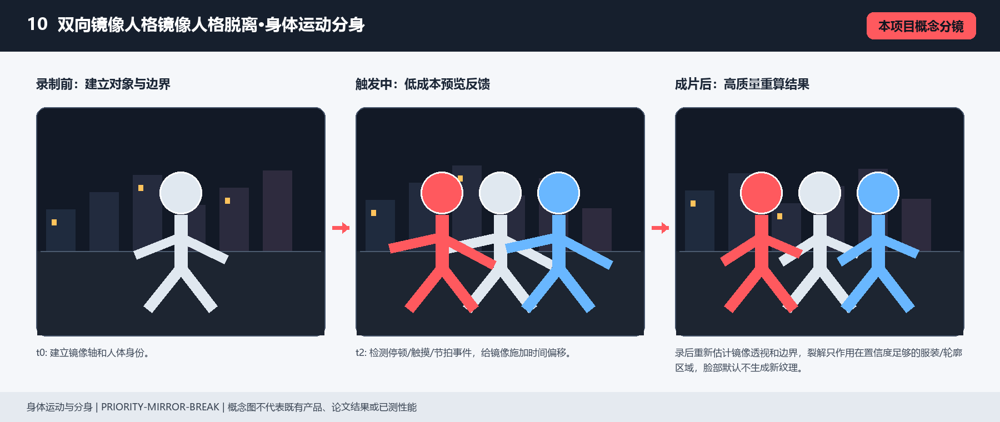 10 双向镜像人格镜像人格脱离•身体运动分身
本项目概念分镜
录制前：建立对象与边界
触发中：低成本预览反馈
成片后：高质量重算结果
t0: 建立镜像轴和人体身份。
t2: 检测停顿/触摸/节拍事件，给镜像施加时间偏移。
录后重新估计镜像透视和边界，裂解只作用在置信度足够的服装/轮廓
区域，脸部默认不生成新纹理。
身体运动与分身 | PRIORITY-MIRROR-BREAK | 概念图不代表既有产品、论文结果或已测性能